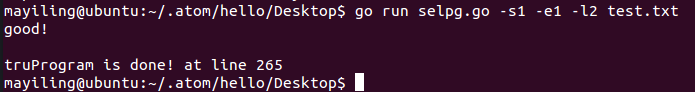 mayiling@ubuntu:~/.atom/hello/Desktop$ go run selpg.go -s1 -e1 -l2 test.txt
good!
truProgram is done! at line 265
mayiling@ubuntu:~/.atom/hello/Desktop$